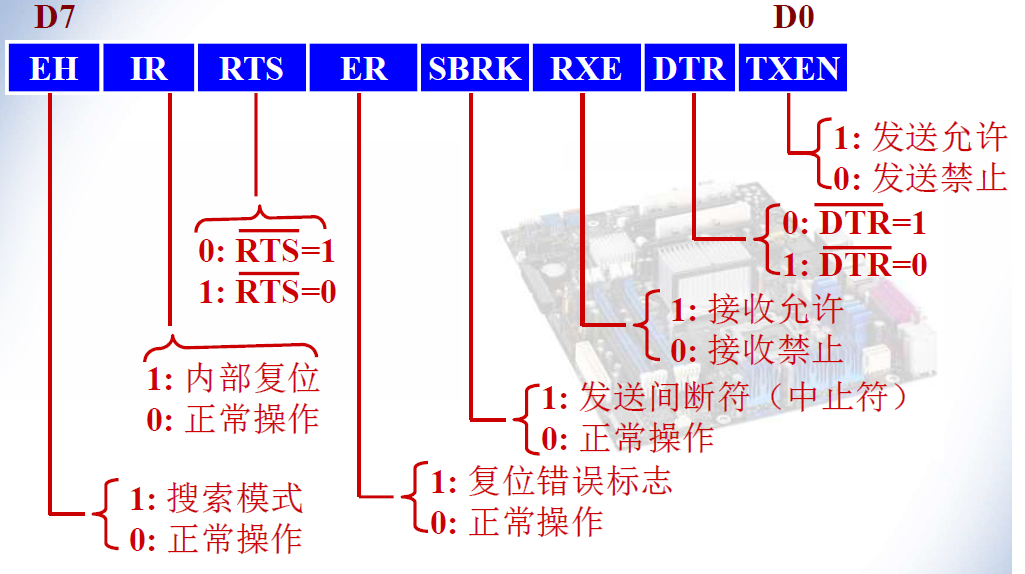 D7 D0
EH IR RTS ER SBRK RXE DTR TXEN
1: 发送允许
0: 发送禁止
0: DTR=1
1: DTR=0
0: RTS=1
1: RTS=0
1: 接收允许
0: 接收禁止
1: 内部复位
0: 正常操作
1: 发送间断符（中止符）
0: 正常操作
1: 复位错误标志
0: 正常操作
1: 搜索模式
0: 正常操作